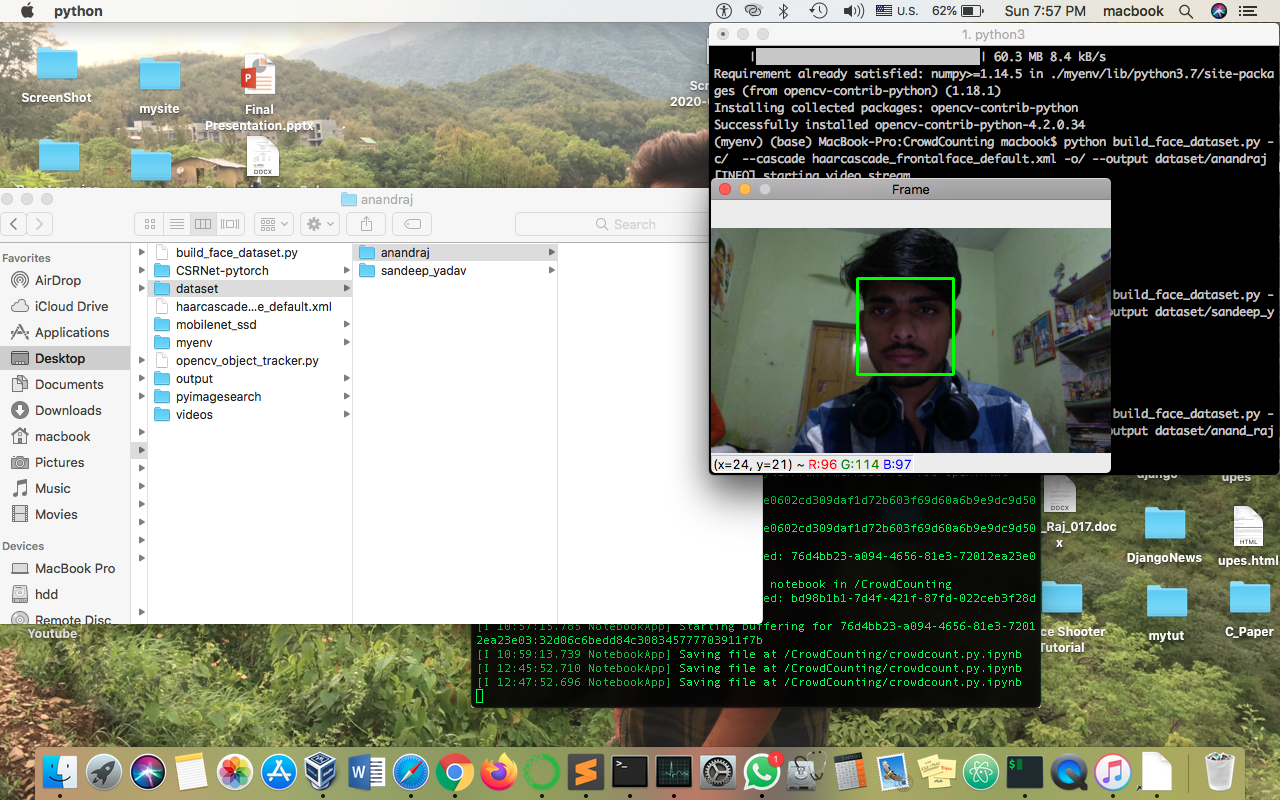 python
U.S.
62%
Sun 7:57 PM
macbook
ScreenShot
mysite
Final
Presentation.pptx
DOCX
1. python3
| | 60.3 MB 8.4 kB/s
Requirement already satisfied: numpy>=1.14.5 in ./myenv/lib/python3.7/site-packa
ges (from opencv-contrib-python) (1.18.1)
Installing collected packages: opencv-contrib-python
Successfully installed opencv-contrib-python-4.2.0.34
(myenv) (base) MacBook-Pro:CrowdCounting macbook$ python build_face_dataset.py -
c/  --cascade haarcascade_frontalface_default.xml -o/ --output dataset/anandraj
[INFO] starting video stream
build_face_dataset.py -
output dataset/sandeep_y
build_face_dataset.py -
output dataset/anand_raj
Frame
(x=24, y=21) ~ R:96 G:114 B:97
anandraj
Search
Favorites
AirDrop
iCloud Drive
Applications
Desktop
Documents
Downloads
macbook
Pictures
Music
Movies
Devices
MacBook Pro
hdd
Remote Disc
build_face_dataset.py
CSRNet-pytorch
dataset
haarcascade...e_default.xml
mobilenet_ssd
myenv
opencv_object_tracker.py
output
pyimagesearch
videos
anandraj
sandeep_yadav
e0602cd309daf1d72b603f69d60a6b9e9dc9d50
e0602cd309daf1d72b603f69d60a6b9e9dc9d50
ed: 76d4bb23-a094-4656-81e3-72012ea23e0
notebook in /CrowdCounting
ed: bd98b1b1-7d4f-421f-87fd-022ceb3f28d
[I 10:57:15.785 NotebookApp] Starting buffering for 76d4bb23-a094-4656-81e3-7201
2ea23e03:32d06c6bedd84c308345777703911f7b
[I 10:59:13.739 NotebookApp] Saving file at /CrowdCounting/crowdcount.py.ipynb
[I 12:45:52.710 NotebookApp] Saving file at /CrowdCounting/crowdcount.py.ipynb
[I 12:47:52.696 NotebookApp] Saving file at /CrowdCounting/crowdcount.py.ipynb
django
upes
DOCX
_Raj_017.doc
x
DjangoNews
HTML
upes.html
ce Shooter
Tutorial
mytut
C_Paper
Youtube
1